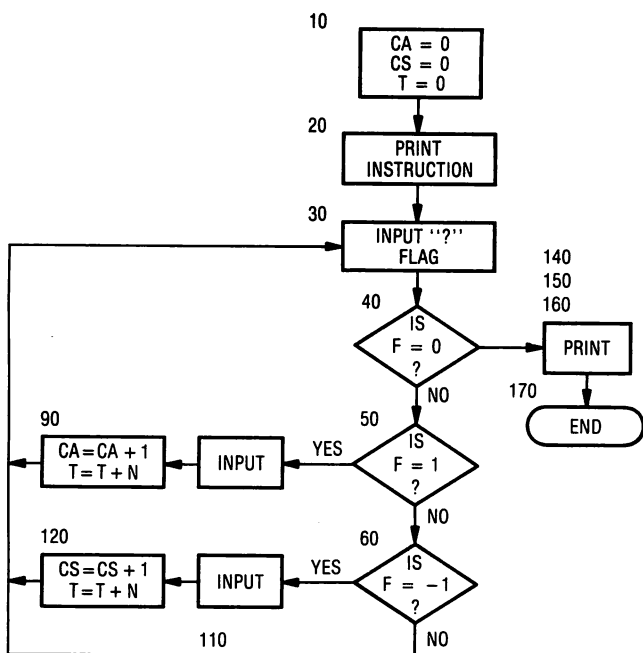 10
CA = 0
CS = 0
T = 0
20
PRINT
INSTRUCTION
30
INPUT "?"
FLAG
140
150
160
40
IS
F = 0
?
PRINT
NO
170
END
90
50
CA=CA + 1
T=T + N
INPUT
YES
IS
F = 1
?
NO
120
60
CS=CS + 1
T=T + N
INPUT
YES
IS
F = −1
?
110
NO